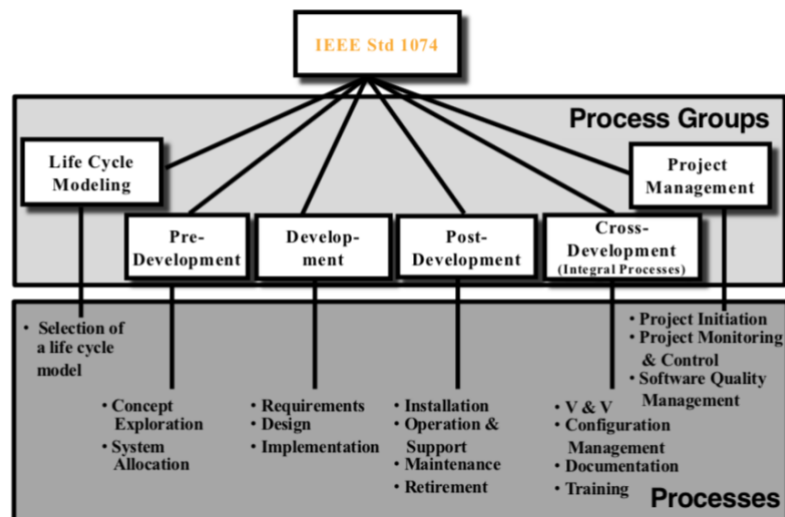 IEEE Std 1074
Process Groups
Life Cycle
Modeling
Project
Management
Pre-
Development
Develop-
ment
Post-
Development
Cross-
Development
(Integral Processes)
• Selection of
a life cycle
model
• Concept
Exploration
• System
Allocation
• Requirements
• Design
• Implementation
• Installation
• Operation &
Support
• Maintenance
• Retirement
• V & V
• Configuration
Management
• Documentation
• Training
• Project Initiation
• Project Monitoring
& Control
• Software Quality
Management
Processes